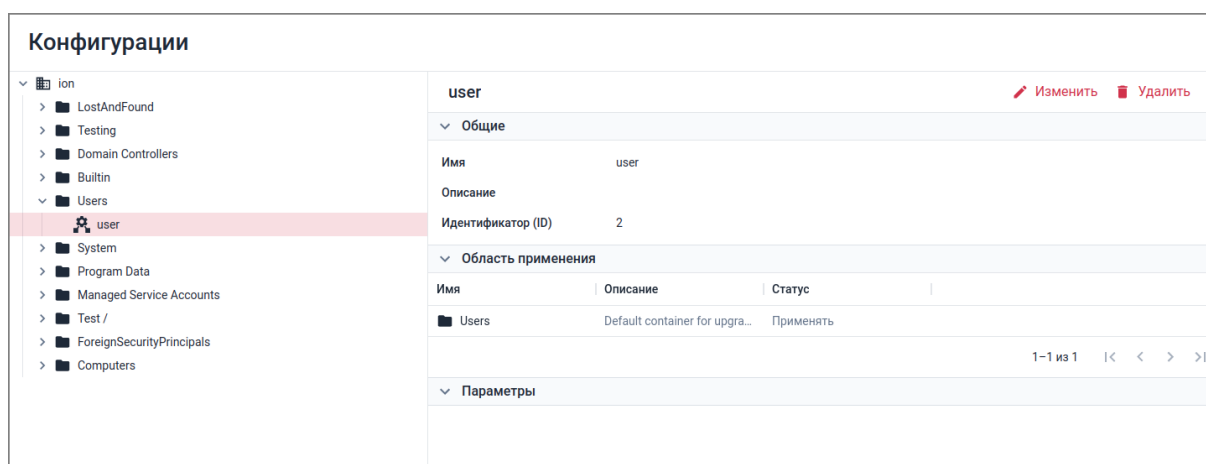 Конфигурации
ion
LostAndFound
Testing
Domain Controllers
Builtin
Users
user
System
Program Data
Managed Service Accounts
Test /
ForeignSecurityPrincipals
Computers
user
Изменить Удалить
Общие
Имя user
Описание
Идентификатор (ID) 2
Область применения
Имя Описание Статус
Users Default container for upgra... Применять
1–1 из 1
Параметры